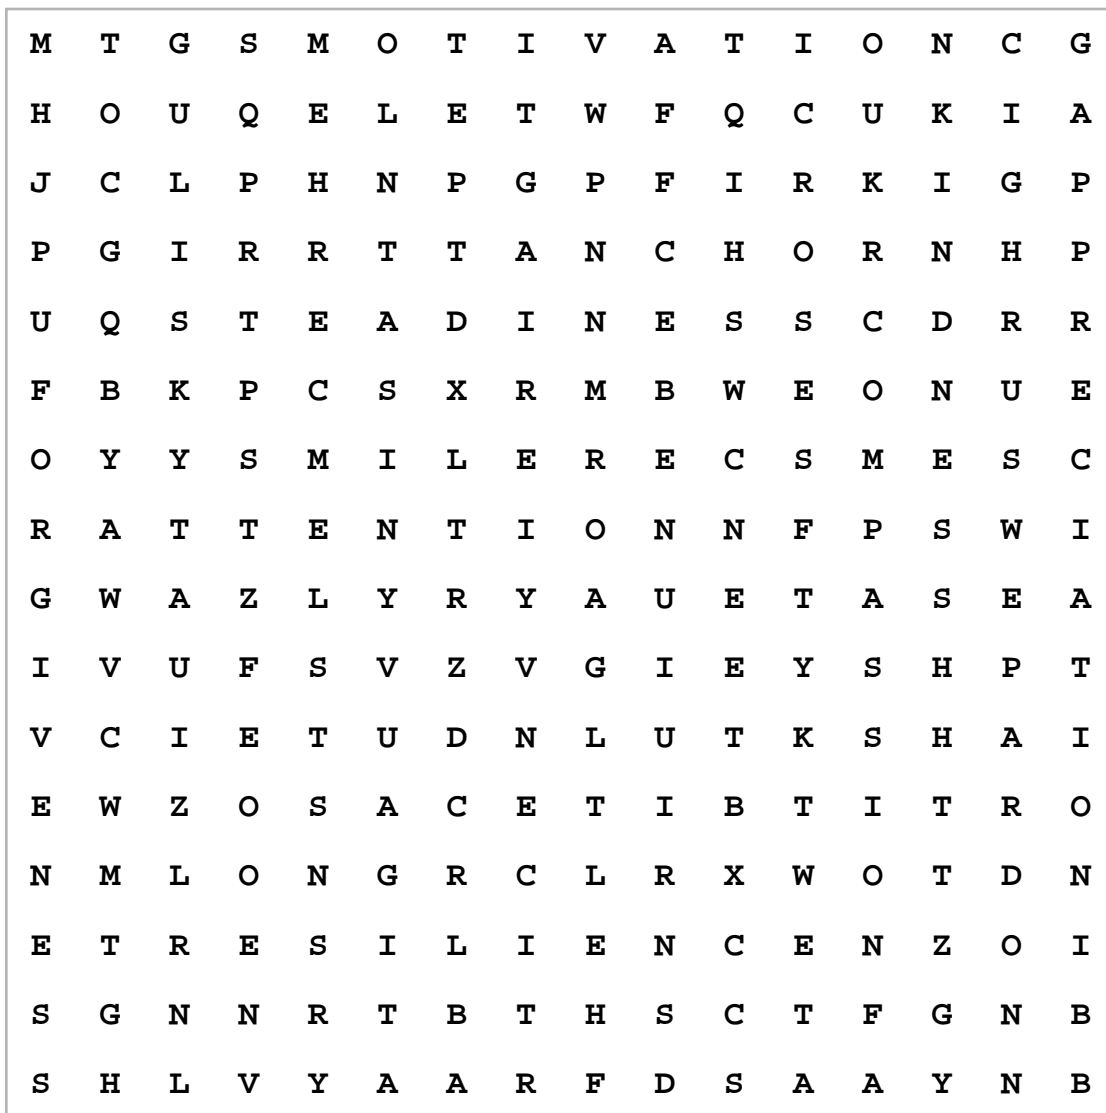 M T G S M O T I V A T I O N C G
H O U Q E L E T W F Q C U K I A
J C L P H N P G P F I R K I G P
P G I R R T T A N C H O R N H P
U Q S T E A D I N E S S C D R R
F B K P C S X R M B W E O N U E
O Y Y S M I L E R E C S M E S C
R A T T E N T I O N N F P S W I
G W A Z L Y R Y A U E T A S E A
I V U F S V Z V G I E Y S H P T
V C I E T U D N L U T K S H A I
E W Z O S A C E T I B T I T R O
N M L O N G R C L R X W O T D N
E T R E S I L I E N C E N Z O I
S G N N R T B T H S C T F G N B
S H L V Y A A R F D S A A Y N B